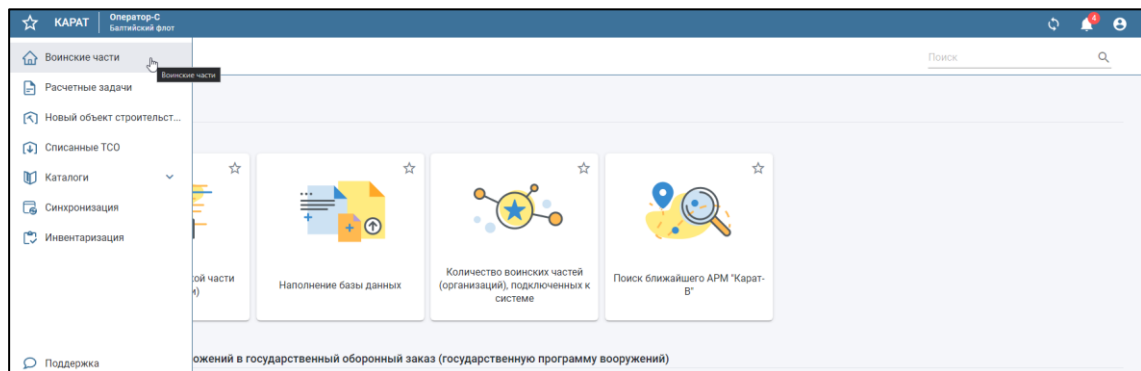 КАРАТ
Оператор-С
Балтийский флот
4
Воинские части
Воинские части
Поиск
Расчетные задачи
Новый объект строительст...
Списанные ТСО
Каталоги
Синхронизация
Инвентаризация
ой части
Наполнение базы данных
Количество воинских частей
(организаций), подключенных к
системе
Поиск ближайшего АРМ "Карат-
В"
Поддержка
ожений в государственный оборонный заказ (государственную программу вооружений)